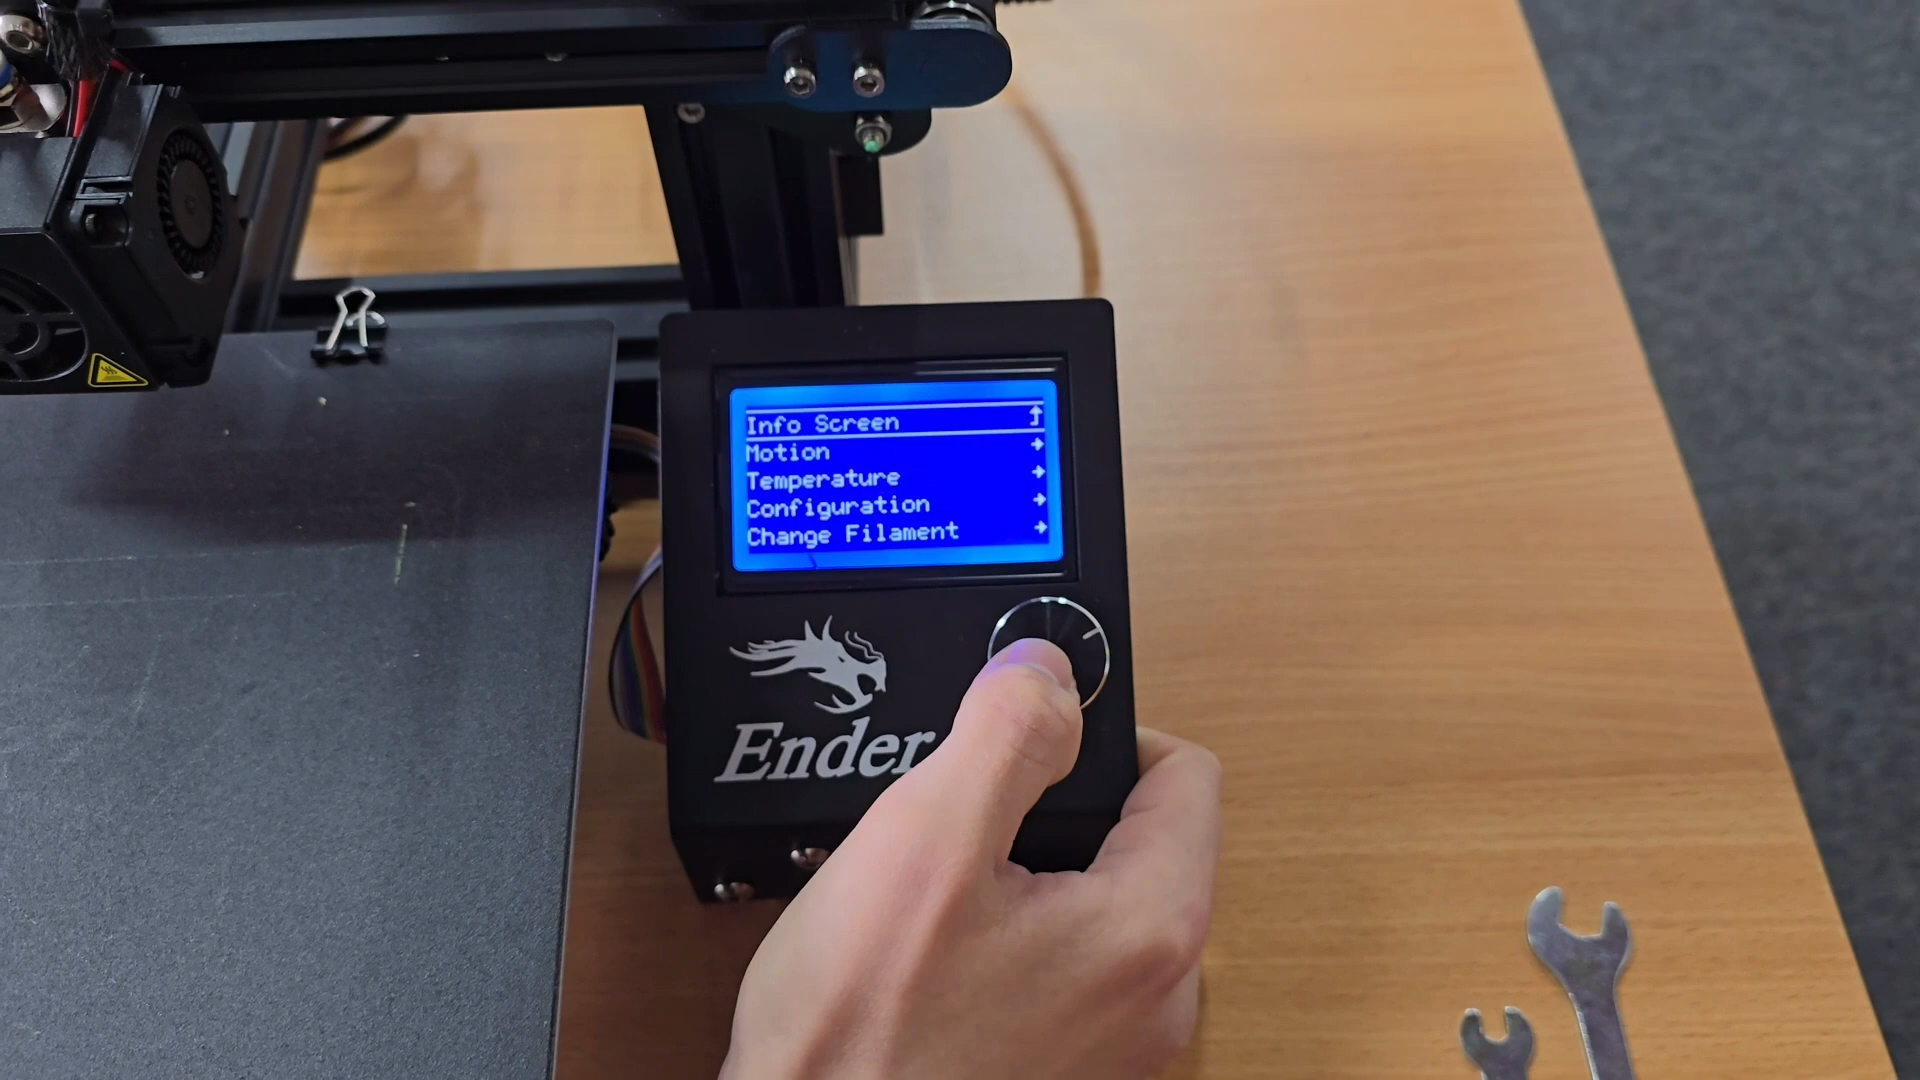 Info Screen
Motion
Temperature
Configuration
Change Filament
Ender